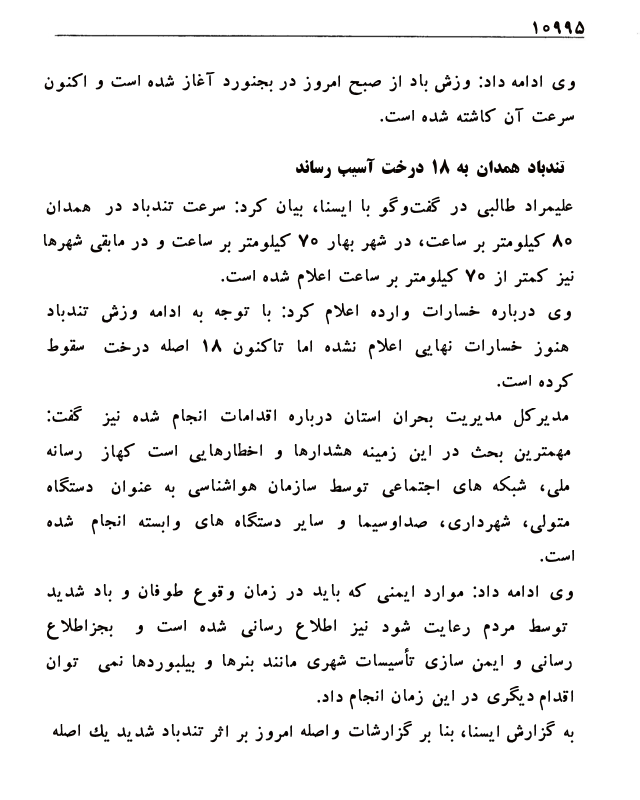 ۱۰۹۹۵
وی ادامه داد: وزش باد از صبح امروز در بجنورد آغاز شده است و اکنون
سرعت آن کاشته شده است.
تندباد همدان به ۱۸ درخت آسیب رساند
علیمراد طالبی در گفت‌وگو با ایسنا، بیان کرد: سرعت تندباد در همدان
۸۰ کیلومتر بر ساعت، در شهر بهار ۷۰ کیلومتر بر ساعت و در مابقی شهرها
نیز کمتر از ۷۰ کیلومتر بر ساعت اعلام شده است.
وی درباره خسارات وارده اعلام کرد: با توجه به ادامه وزش تندباد
هنوز خسارات نهایی اعلام نشده اما تاکنون ۱۸ اصله درخت سقوط
کرده است.
مدیرکل مدیریت بحران استان درباره اقدامات انجام شده نیز گفت:
مهمترین بحث در این زمینه هشدارها و اخطارهایی است کهاز رسانه
ملی، شبکه های اجتماعی توسط سازمان هواشناسی به عنوان دستگاه
متولی، شهرداری، صداوسیما و سایر دستگاه های وابسته انجام شده
است.
وی ادامه داد: موارد ایمنی که باید در زمان وقوع طوفان و باد شدید
توسط مردم رعایت شود نیز اطلاع رسانی شده است و بجزاطلاع
رسانی و ایمن سازی تأسیسات شهری مانند بنرها و بیلبوردها نمی توان
اقدام دیگری در این زمان انجام داد.
به گزارش ایسنا، بنا بر گزارشات واصله امروز بر اثر تندباد شدید یك اصله